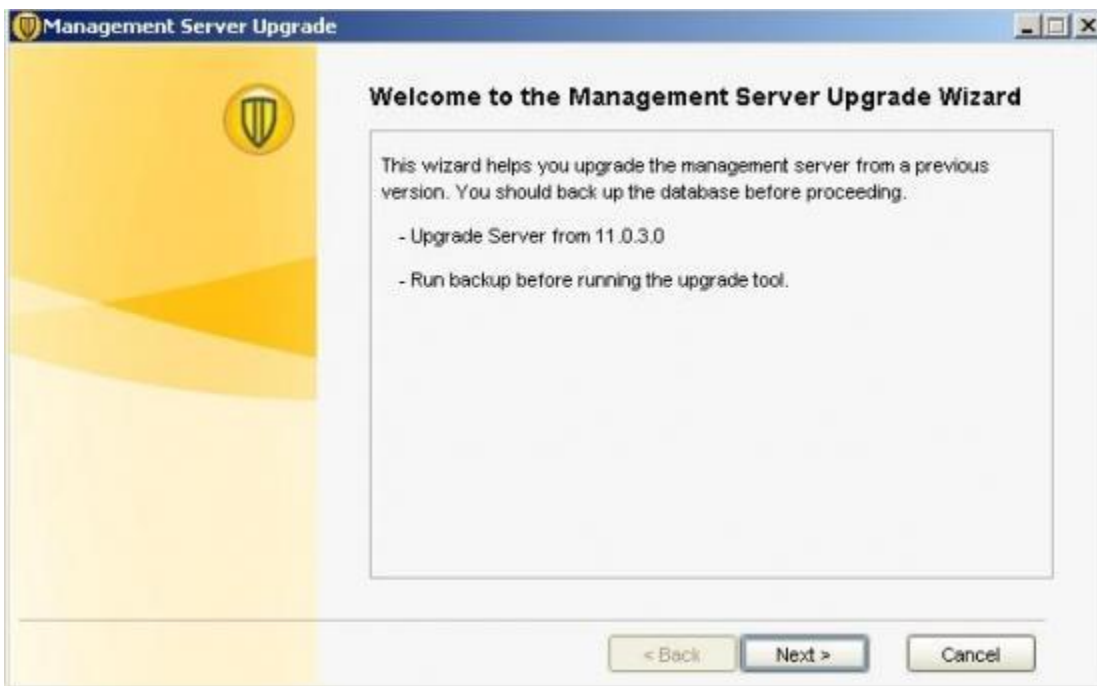 Management Server Upgrade
Welcome to the Management Server Upgrade Wizard
This wizard helps you upgrade the management server from a previous
version. You should back up the database before proceeding.
- Upgrade Server from 11.0.3.0
- Run backup before running the upgrade tool.
< Back Next > Cancel